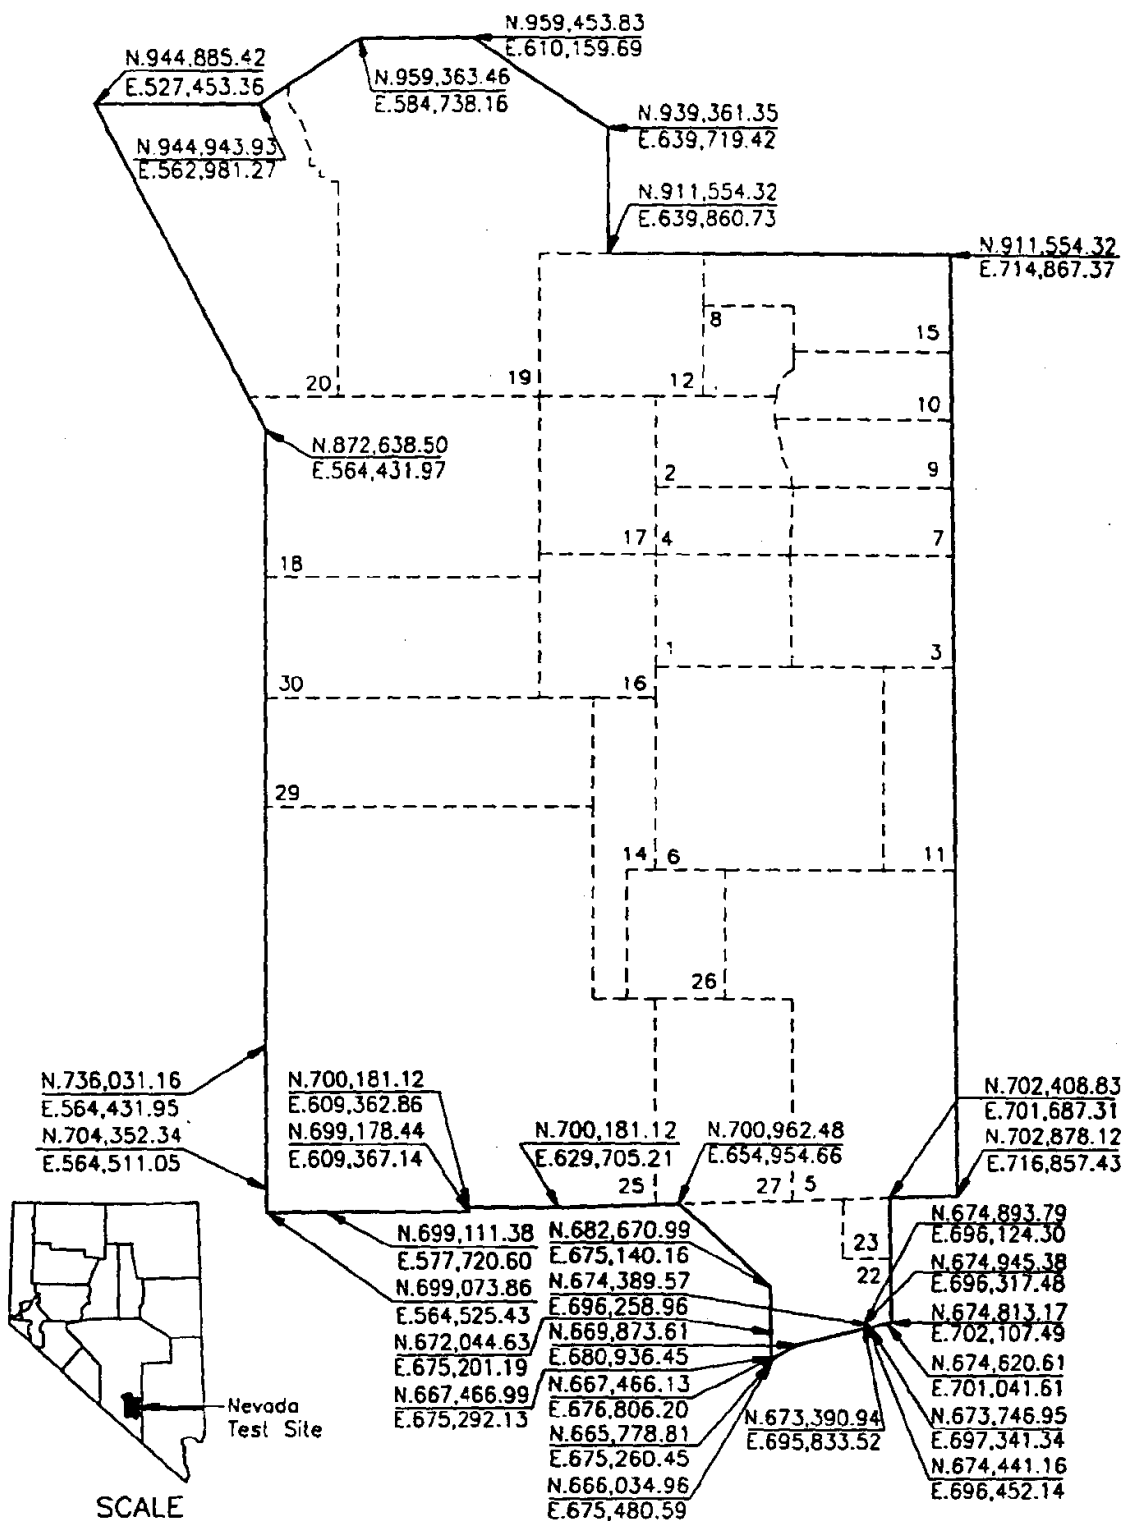 N.959,453.83
E.610,159.69
N.944,885.42
E.527,453.36
N.959,363.46
E.584,738.16
N.939,361.35
E.639,719.42
N.944,943.93
E.562,981.27
N.911,554.32
E.639,860.73
N.911,554.32
E.714,867.37
8
15
20
19
12
10
N.872,638.50
E.564,431.97
2
9
17
4
7
18
1
3
30
16
29
14
6
11
26
N.736,031.16
E.564,431.95
N.704,352.34
E.564,511.05
N.700,181.12
E.609,362.86
N.699,178.44
E.609,367.14
N.700,181.12
E.629,705.21
N.700,962.48
E.654,954.66
N.702,408.83
E.701,687.31
N.702,878.12
E.716,857.43
25
27
5
23
22
N.699,111.38
E.577,720.60
N.699,073.86
E.564,525.43
N.672,044.63
E.675,201.19
N.667,466.99
E.675,292.13
N.682,670.99
E.675,140.16
N.674,389.57
E.696,258.96
N.669,873.61
E.680,936.45
N.667,466.13
E.676,806.20
N.665,778.81
E.675,260.45
N.666,034.96
E.675,480.59
N.673,390.94
E.695,833.52
N.674,893.79
E.696,124.30
N.674,945.38
E.696,317.48
N.674,813.17
E.702,107.49
N.674,620.61
E.701,041.61
N.673,746.95
E.697,341.34
N.674,441.16
E.696,452.14
Nevada
Test Site
SCALE